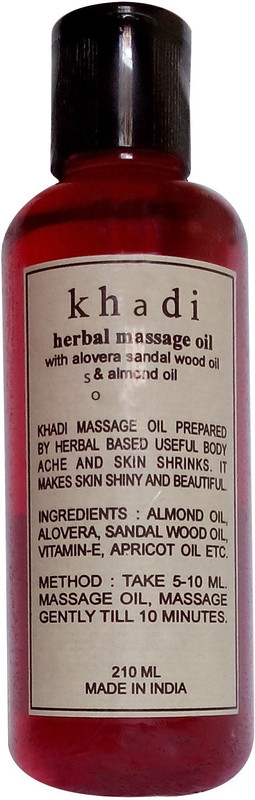 khadi
herbal massage oil
with alovera sandal wood oil
s & almond oil
o
KHADI MASSAGE OIL PREPARED
BY HERBAL BASED USEFUL BODY
ACHE AND SKIN SHRINKS. IT
MAKES SKIN SHINY AND BEAUTIFUL.
INGREDIENTS : ALMOND OIL,
ALOVERA, SANDAL WOOD OIL,
VITAMIN-E, APRICOT OIL ETC.
METHOD : TAKE 5-10 ML.
MASSAGE OIL, MASSAGE
GENTLY TILL 10 MINUTES.
210 ML
MADE IN INDIA